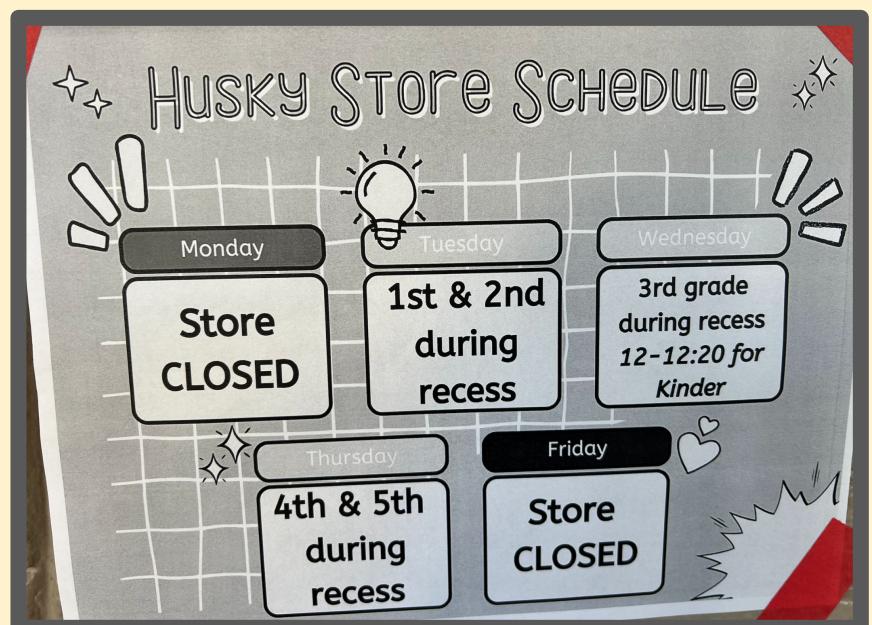 Husky Store Schedule
Monday
Store
CLOSED
Tuesday
1st & 2nd
during
recess
Wednesday
3rd grade
during recess
12-12:20 for
Kinder
Thursday
4th & 5th
during
recess
Friday
Store
CLOSED